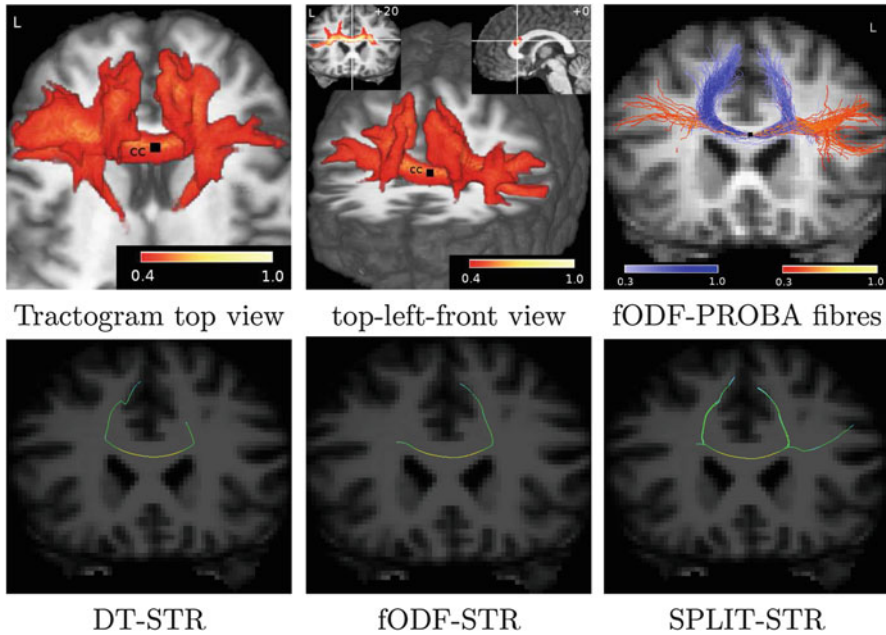 L
CC
0.4 1.0
L
+20
+0
CC
0.4 1.0
L
0.3 1.0 0.3 1.0
Tractogram top view top-left-front view fODF-PROBA fibres
DT-STR fODF-STR SPLIT-STR